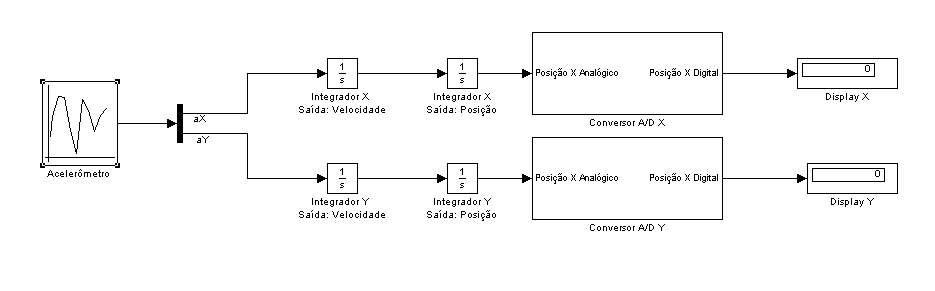 Acelerômetro
aX
aY
1
s
Integrador X
Saída: Velocidade
1
s
Integrador X
Saída: Posição
Posição X Analógico
Posição X Digital
Conversor A/D X
0
Display X
1
s
Integrador Y
Saída: Velocidade
1
s
Integrador Y
Saída: Posição
Posição X Analógico
Posição X Digital
Conversor A/D Y
0
Display Y